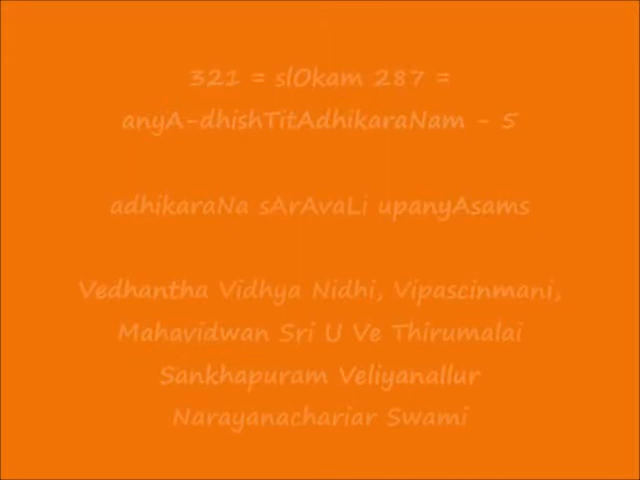 321 = slOkam 287 =
anyA-dhishTitAdhikaraNam - 5
adhikaraNa sArAvaLi upanyAsams
Vedhantha Vidhya Nidhi, Vipascinmani,
Mahavidwan Sri U Ve Thirumalai
Sankhapuram Veliyanallur
Narayanachariar Swami